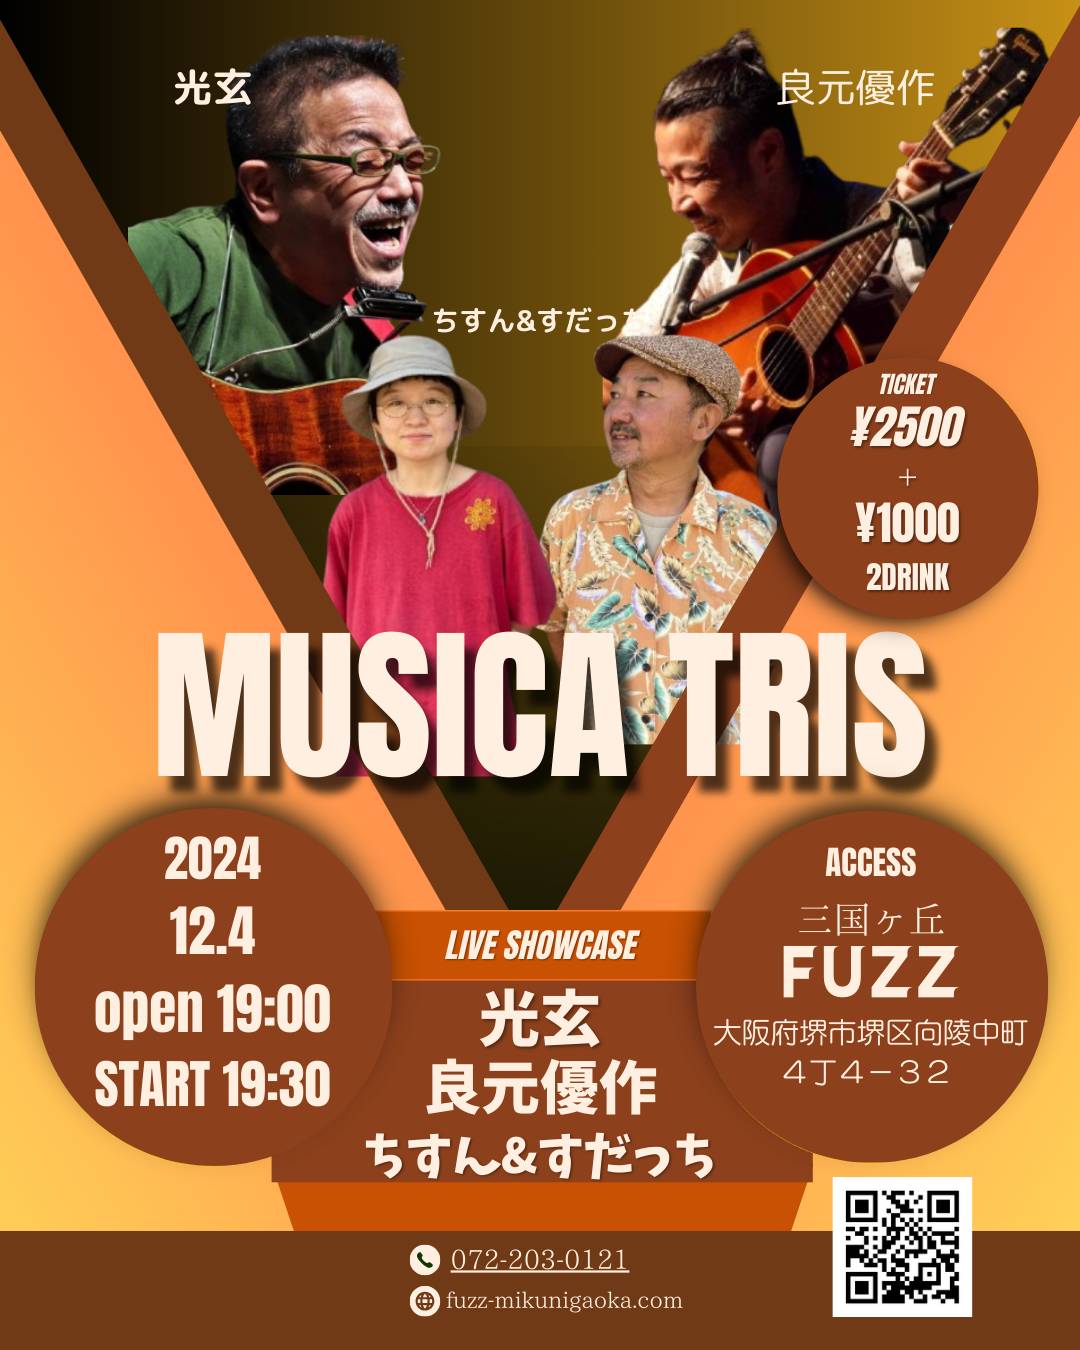 光玄
良元優作
ちすん&すだっち
TICKET
¥2500
+
¥1000
2DRINK
MUSICA TRIS
2024
12.4
open 19:00
START 19:30
LIVE SHOWCASE
光玄
良元優作
ちすん&すだっち
ACCESS
三国ヶ丘
FUZZ
大阪府堺市堺区向陵中町
4丁4−32
072-203-0121
fuzz-mikunigaoka.com
Gibson